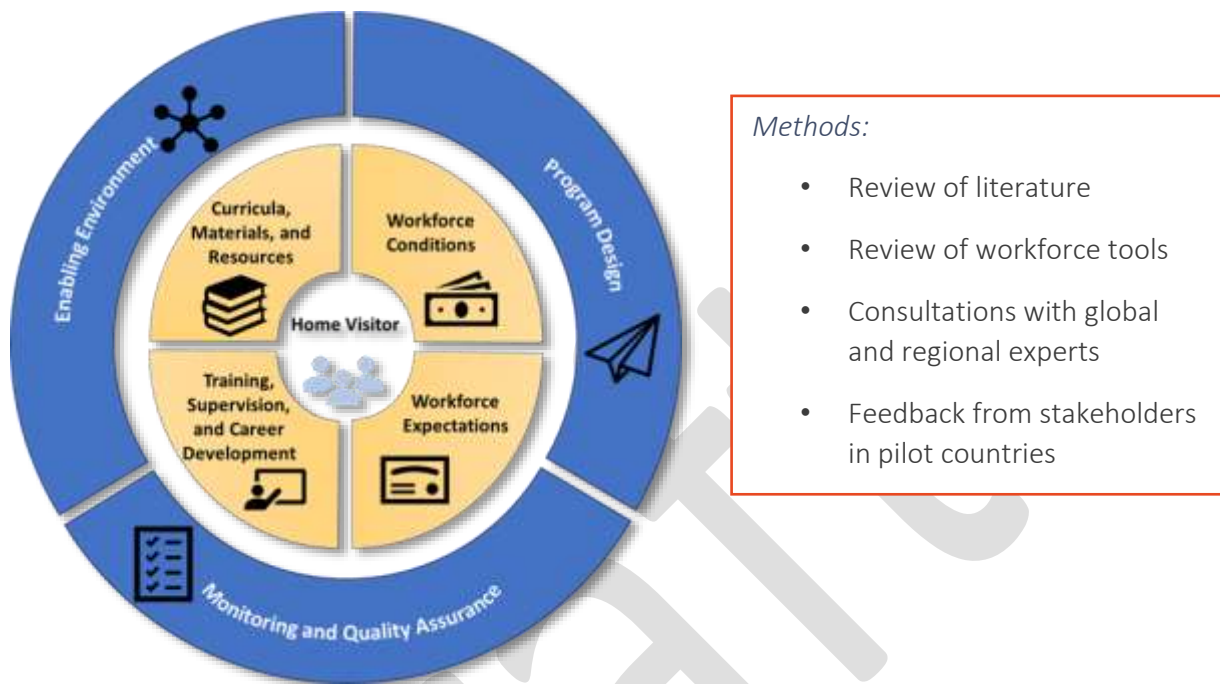 Enabling Environment
Program Design
Curricula,
Materials, and
Resources
Workforce
Conditions
Home Visitor
Training,
Supervision,
and Career
Development
Workforce
Expectations
Monitoring and Quality Assurance
Methods:
• Review of literature
• Review of workforce tools
• Consultations with global
and regional experts
• Feedback from stakeholders
in pilot countries